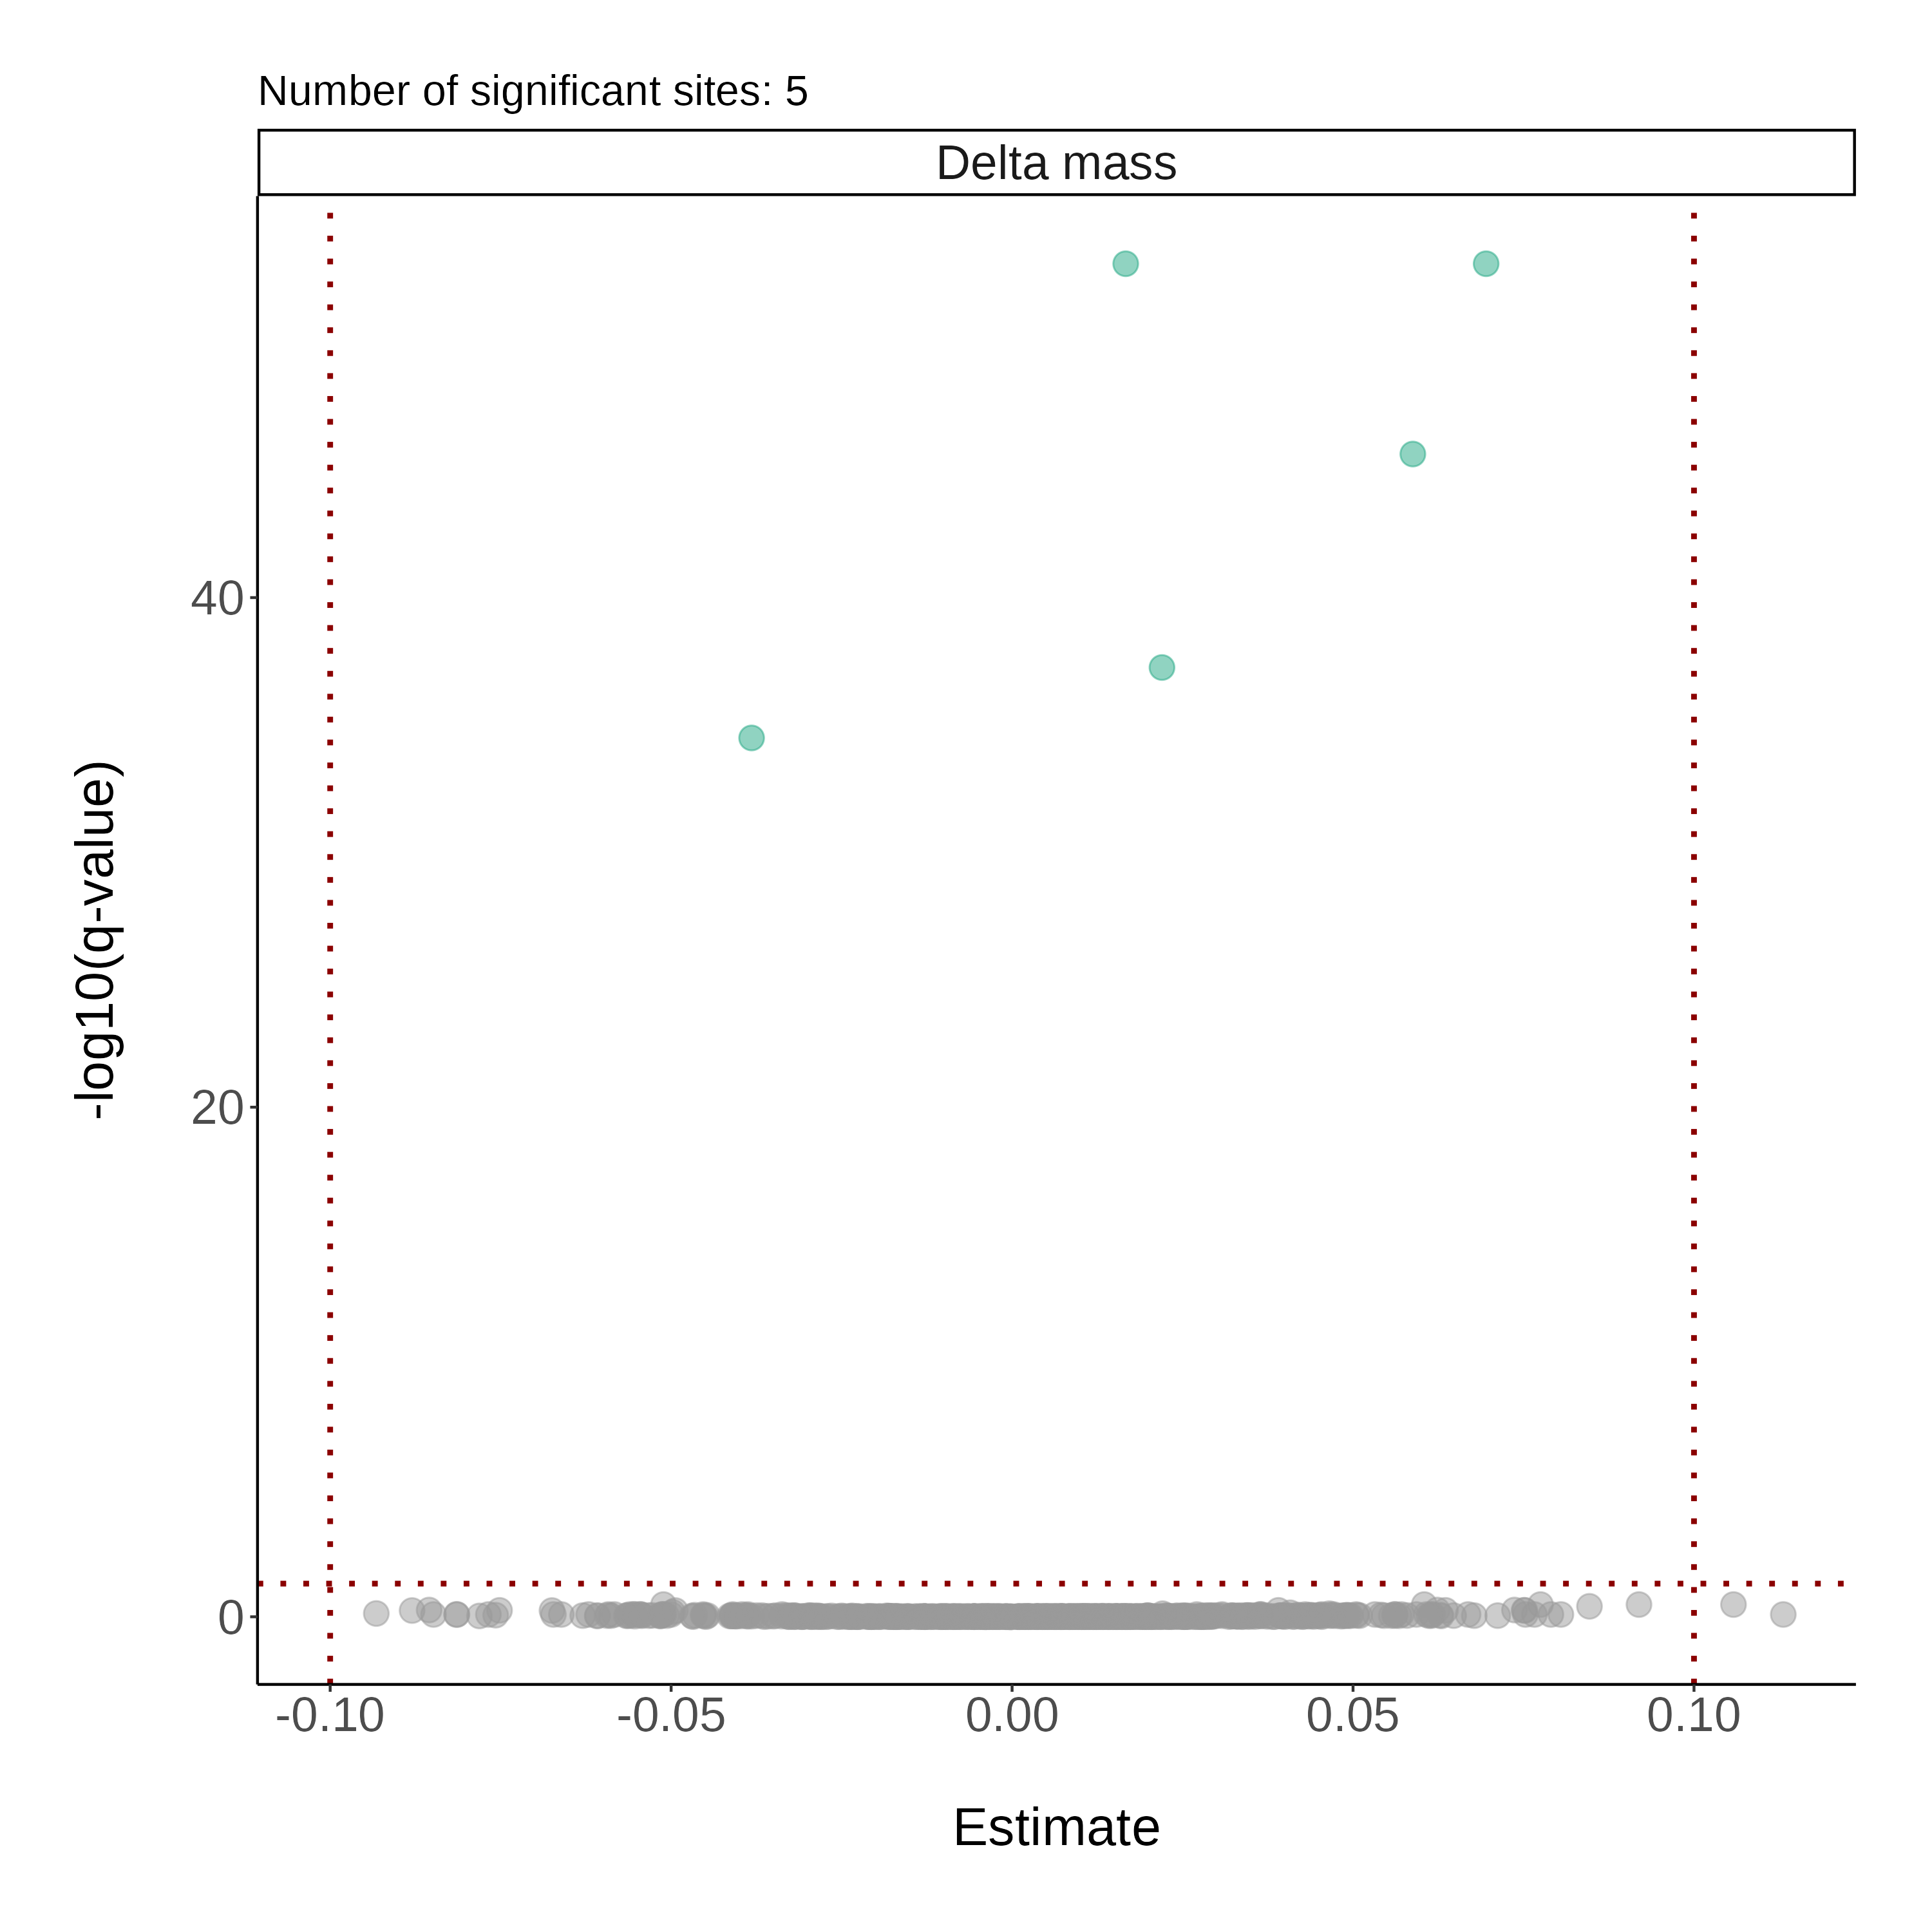 Number of significant sites: 5
Delta mass
40
20
0
-log10(q-value)
-0.10
-0.05
0.00
0.05
0.10
Estimate